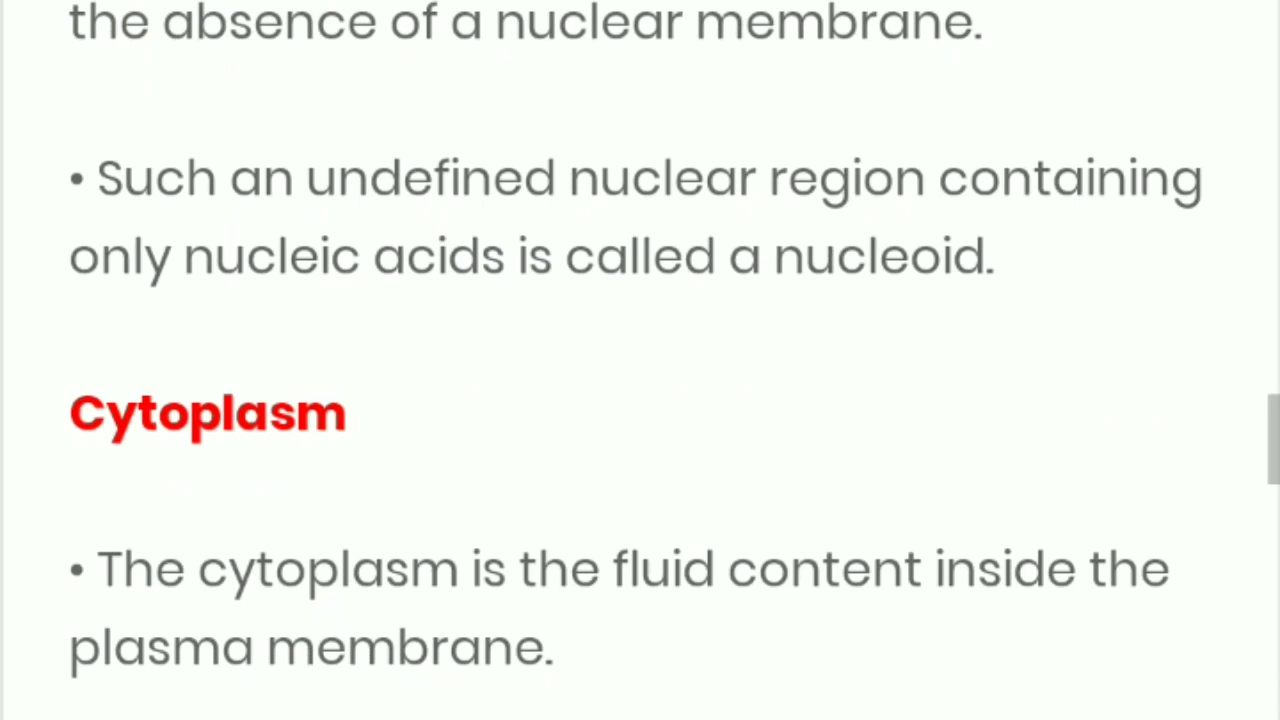 the absence of a nuclear membrane.
• Such an undefined nuclear region containing
only nucleic acids is called a nucleoid.
Cytoplasm
• The cytoplasm is the fluid content inside the
plasma membrane.